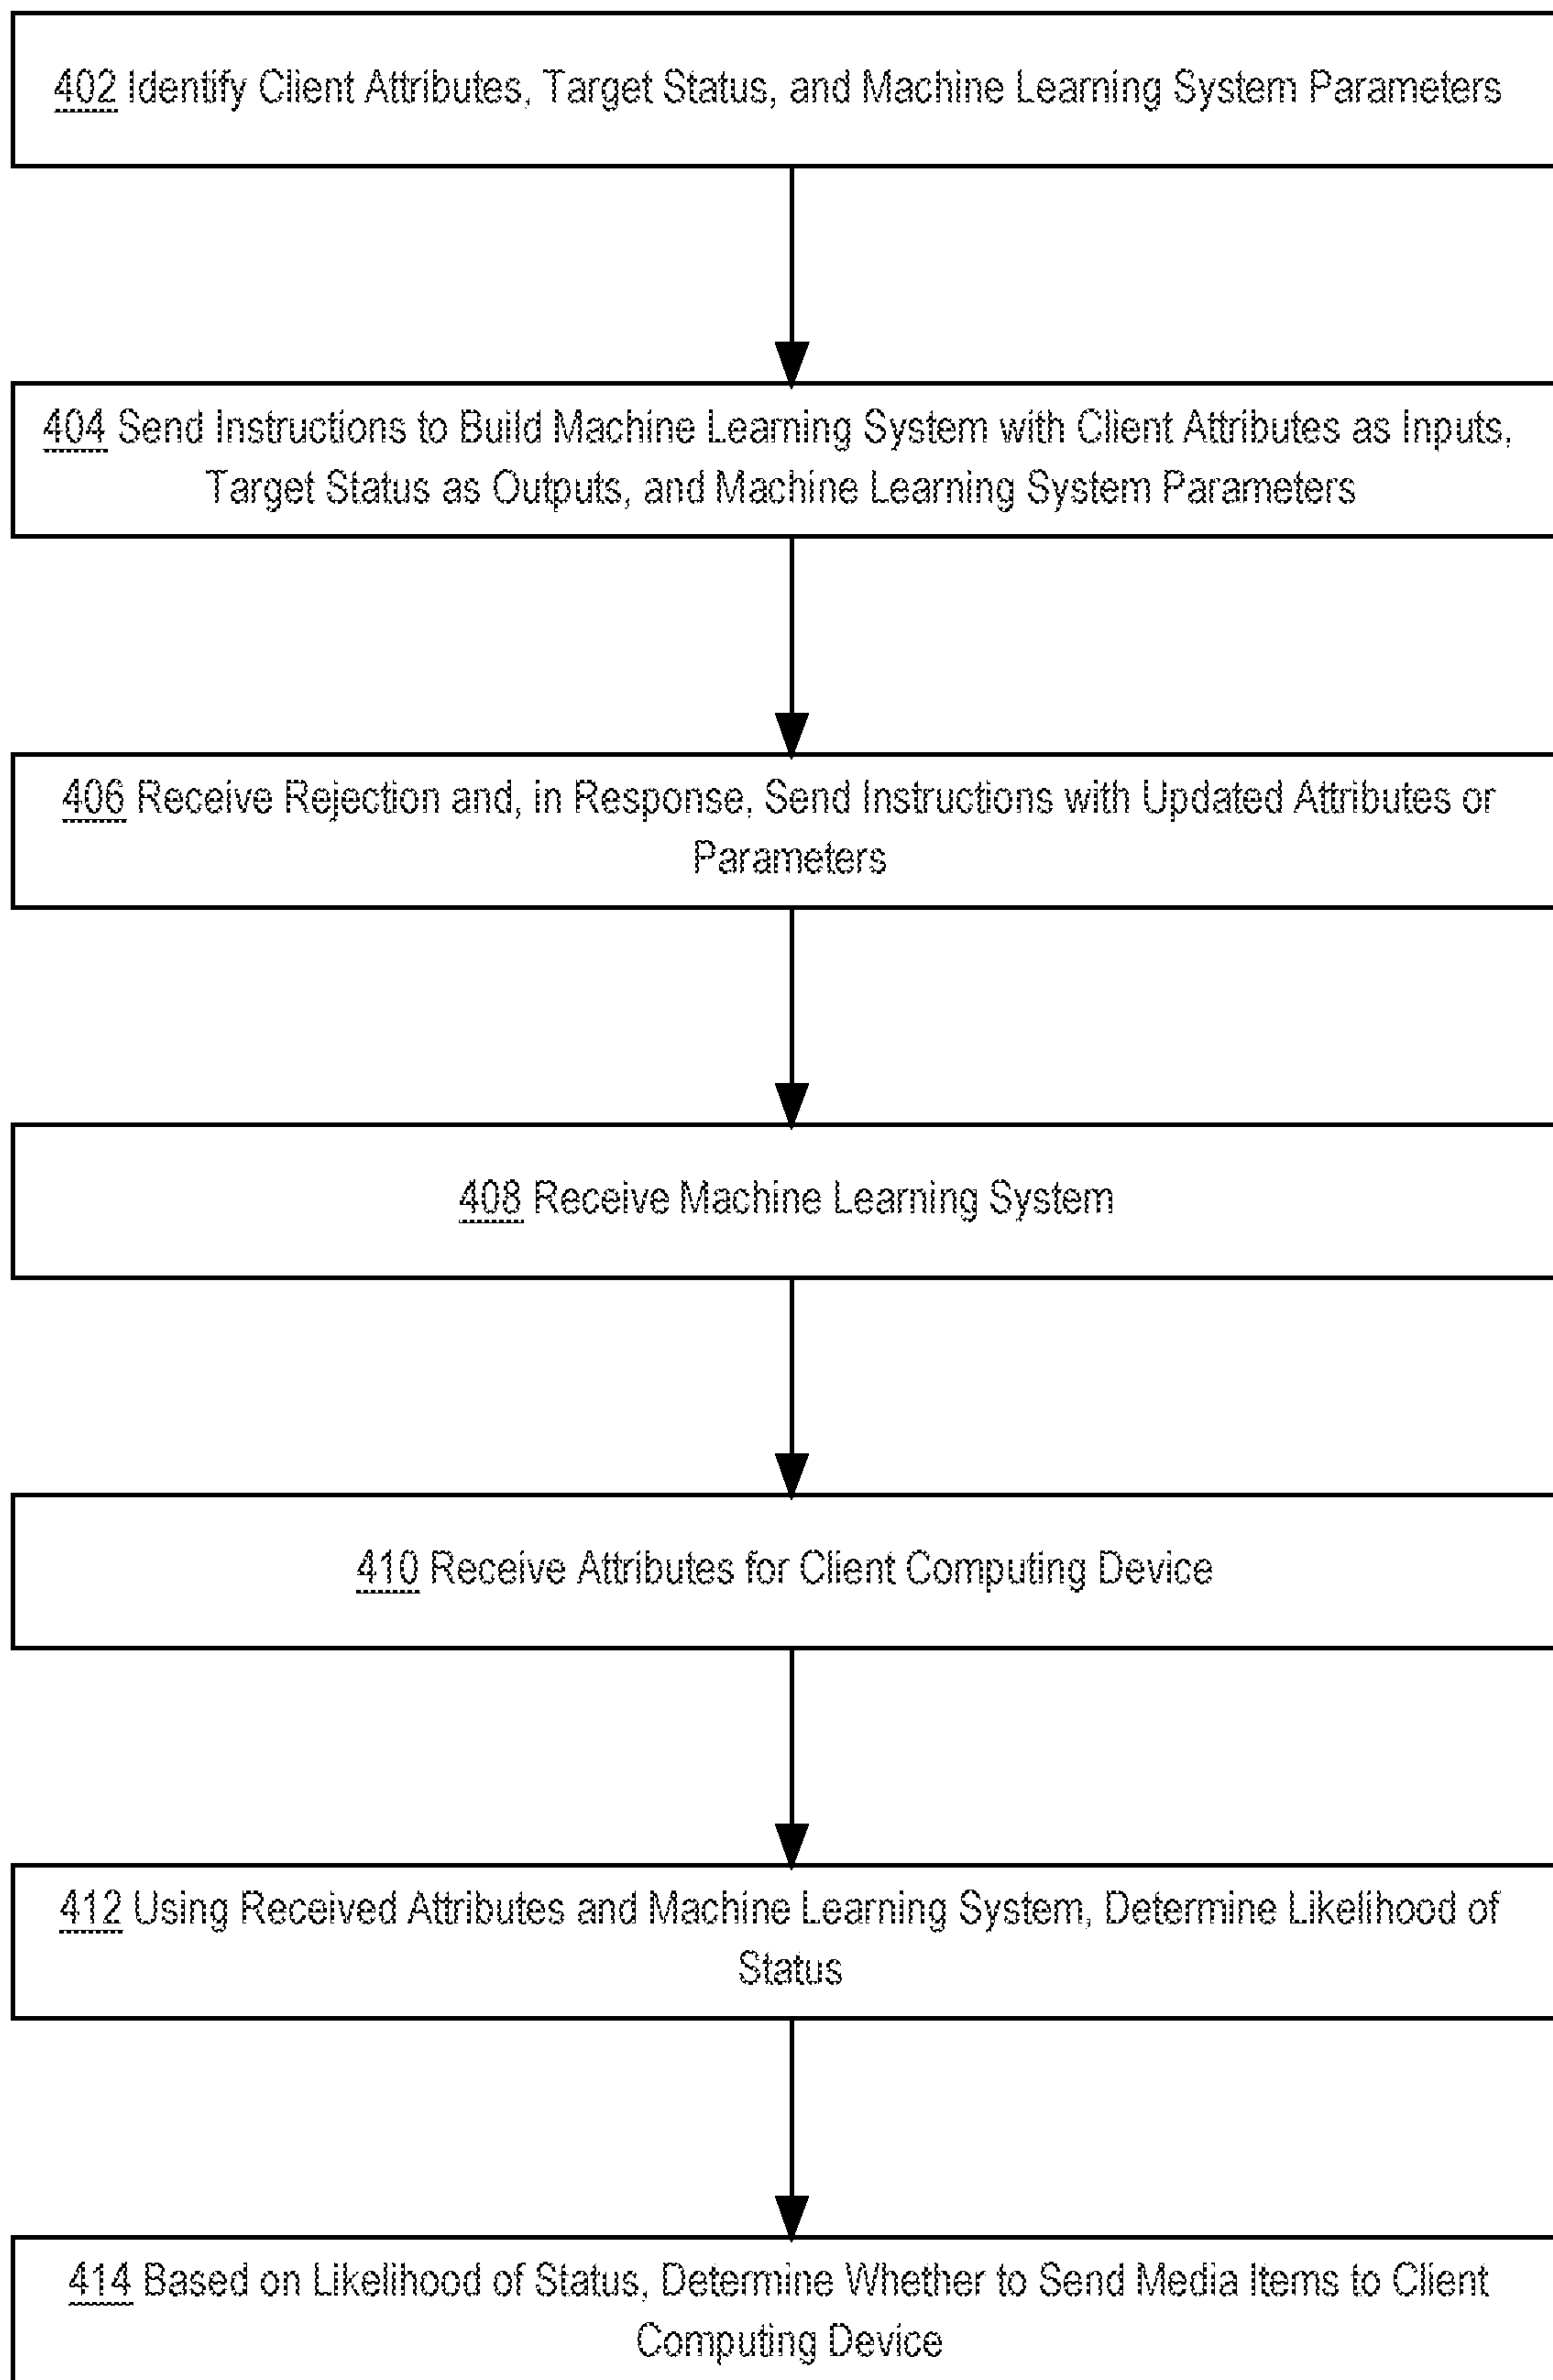 402 Identify Client Attributes, Target Status, and Machine Learning System Parameters
404 Send Instructions to Build Machine Learning System with Client Attributes as Inputs,
Target Status as Outputs, and Machine Learning System Parameters
406 Receive Rejection and, in Response, Send Instructions with Updated Attributes or
Parameters
408 Receive Machine Learning System
410 Receive Attributes for Client Computing Device
412 Using Received Attributes and Machine Learning System, Determine Likelihood of
Status
414 Based on Likelihood of Status, Determine Whether to Send Media Items to Client
Computing Device